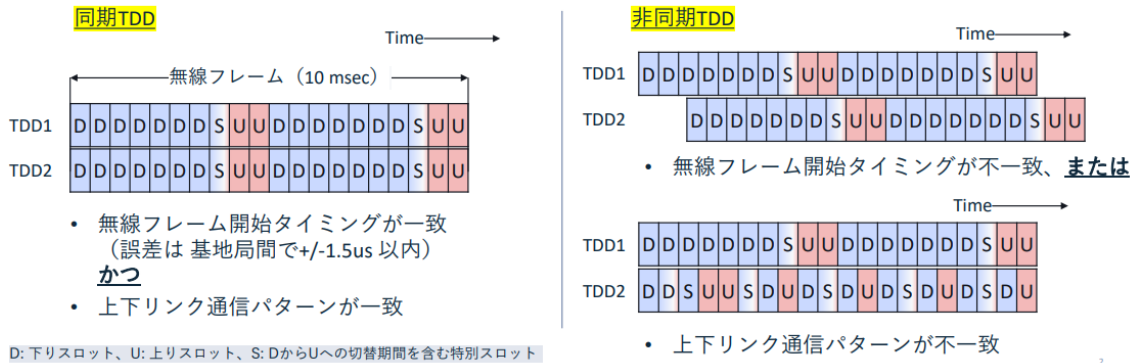 同期TDD
Time
無線フレーム（10 msec）
TDD1 D D D D D D D S U U D D D D D D D S U U
TDD2 D D D D D D D S U U D D D D D D D S U U
• 無線フレーム開始タイミングが一致
（誤差は 基地局間で+/-1.5us 以内）
かつ
• 上下リンク通信パターンが一致
D: 下りスロット、U: 上りスロット、S: DからUへの切替期間を含む特別スロット
非同期TDD
Time
TDD1 D D D D D D D S U U D D D D D D D S U U
TDD2 D D D D D D D S U U D D D D D D D S U U
• 無線フレーム開始タイミングが不一致、または
Time
TDD1 D D D D D D D S U U D D D D D D D S U U
TDD2 D D S U U S D U D S D U D S D U D S D U
• 上下リンク通信パターンが不一致
2